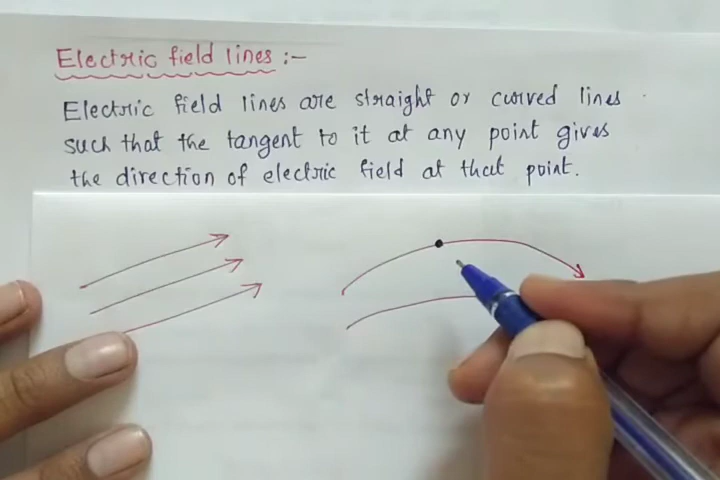 Electric field lines :-
Electric field lines are straight or curved lines
such that the tangent to it at any point gives
the direction of electric field at that point.